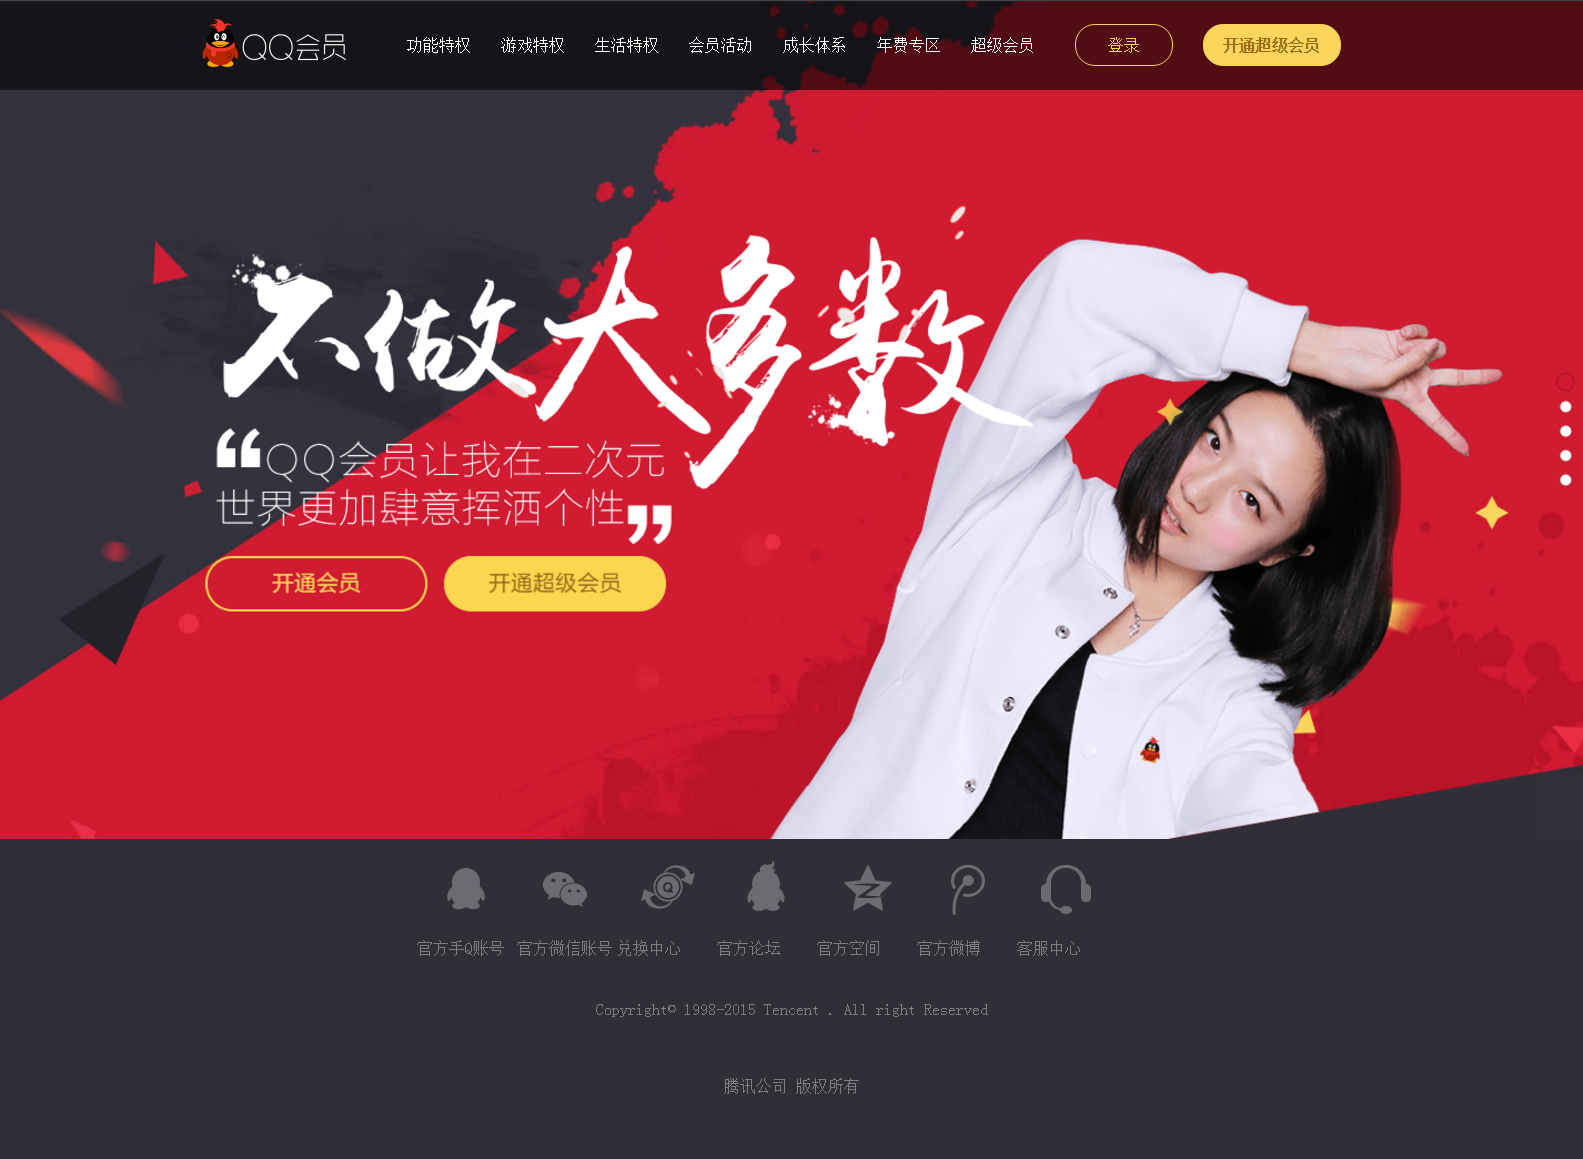 QQ会员
功能特权 游戏特权 生活特权 会员活动 成长体系 年费专区 超级会员 登录 开通超级会员
不做大多数
“QQ会员让我在二次元
世界更加肆意挥洒个性”
开通会员 开通超级会员
官方手Q账号 官方微信账号 兑换中心 官方论坛 官方空间 官方微博 客服中心
Copyright© 1998-2015 Tencent . All right Reserved
腾讯公司 版权所有